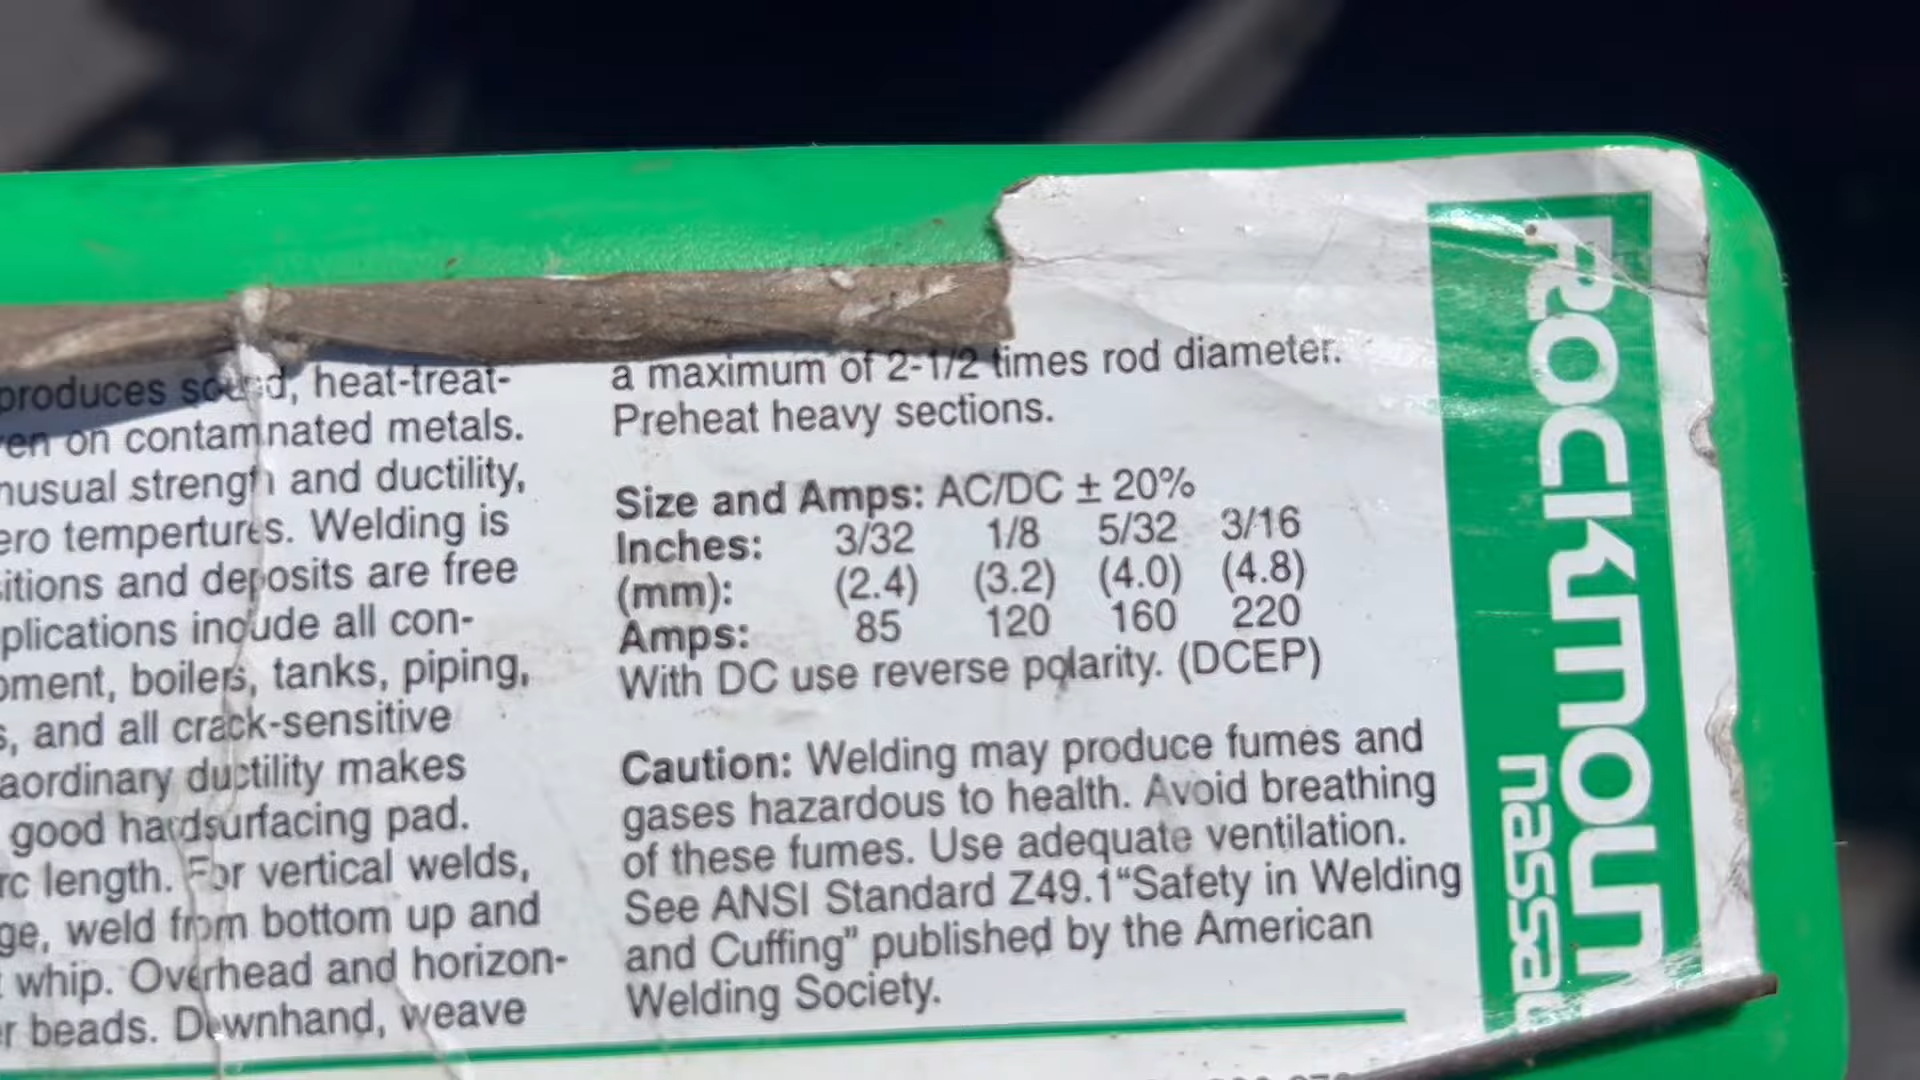 produces sound, heat-treat-
en on contaminated metals.
nusual strength and ductility,
ero tempertures. Welding is
itions and deposits are free
plications include all con-
oment, boilers, tanks, piping,
s, and all crack-sensitive
aordinary ductility makes
good hardsurfacing pad.
rc length. For vertical welds,
ge, weld from bottom up and
whip. Overhead and horizon-
r beads. Downhand, weave
a maximum of 2-1/2 times rod diameter.
Preheat heavy sections.
Size and Amps: AC/DC ± 20%
Inches: 3/32 1/8 5/32 3/16
(mm): (2.4) (3.2) (4.0) (4.8)
Amps: 85 120 160 220
With DC use reverse polarity. (DCEP)
Caution: Welding may produce fumes and
gases hazardous to health. Avoid breathing
of these fumes. Use adequate ventilation.
See ANSI Standard Z49.1“Safety in Welding
and Cuffing” published by the American
Welding Society.
ROCKMOUN
nassau